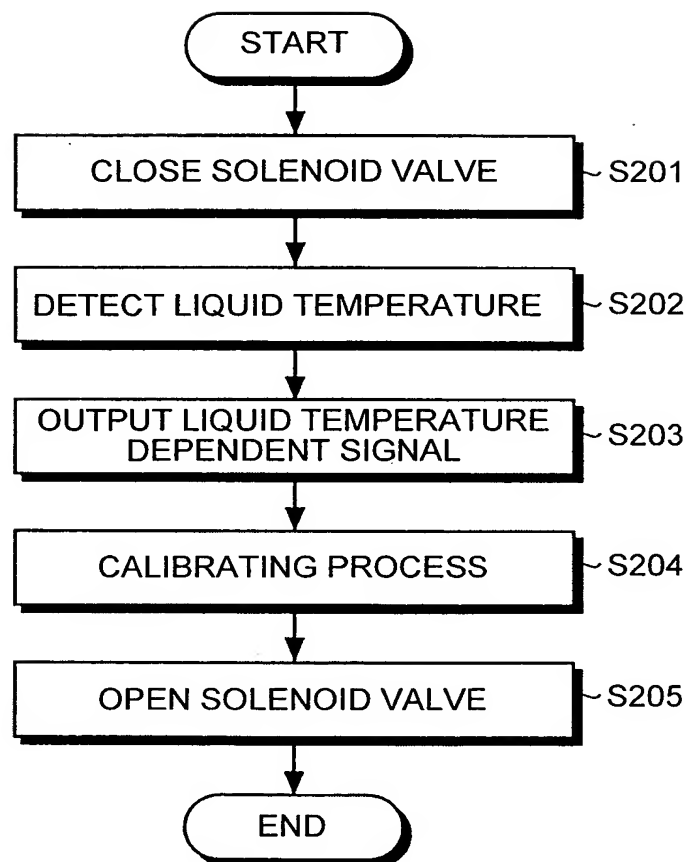 START
CLOSE SOLENOID VALVE
S201
DETECT LIQUID TEMPERATURE
S202
OUTPUT LIQUID TEMPERATURE
DEPENDENT SIGNAL
S203
CALIBRATING PROCESS
S204
OPEN SOLENOID VALVE
S205
END